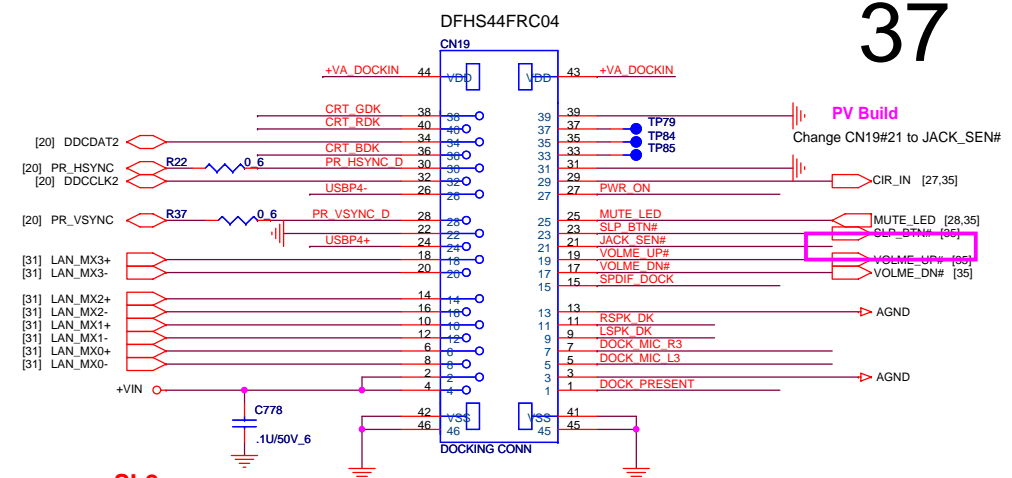 DFHS44FRC04
37
CN19
+VA_DOCKIN 44 VDD VDD 43 +VA_DOCKIN
PV Build
Change CN19#21 to JACK_SEN#
CRT_GDK 38 38 39 39
CRT_RDK 40 40 37 37 TP79
[20] DDCDAT2 34 34 35 35 TP84
CRT_BDK 36 36 33 33 TP85
[20] PR_HSYNC R22 0_6 PR_HSYNC_D 30 30 31 31
[20] DDCCLK2 32 32 29 29 CIR_IN [27,35]
USBP4- 26 26 27 27 PWR_ON
[20] PR_VSYNC R37 0_6 PR_VSYNC_D 28 28 25 25 MUTE_LED MUTE_LED [28,35]
22 22 23 23 SLP_BTN# SLP_BTN# [35]
USBP4+ 24 24 21 21 JACK_SEN#
[31] LAN_MX3+ 18 18 19 19 VOLME_UP# VOLME_UP# [35]
[31] LAN_MX3- 20 20 17 17 VOLME_DN# VOLME_DN# [35]
15 15 SPDIF_DOCK
[31] LAN_MX2+ 14 14
[31] LAN_MX2- 16 16 13 13 AGND
[31] LAN_MX1+ 10 10 11 11 RSPK_DK
[31] LAN_MX1- 12 12 9 9 LSPK_DK
[31] LAN_MX0+ 6 6 7 7 DOCK_MIC_R3
[31] LAN_MX0- 8 8 5 5 DOCK_MIC_L3
2 2 3 3 AGND
+VIN 4 4 1 1 DOCK_PRESENT
C778
.1U/50V_6
42 VSS VSS 41
46 46 45 45
DOCKING CONN